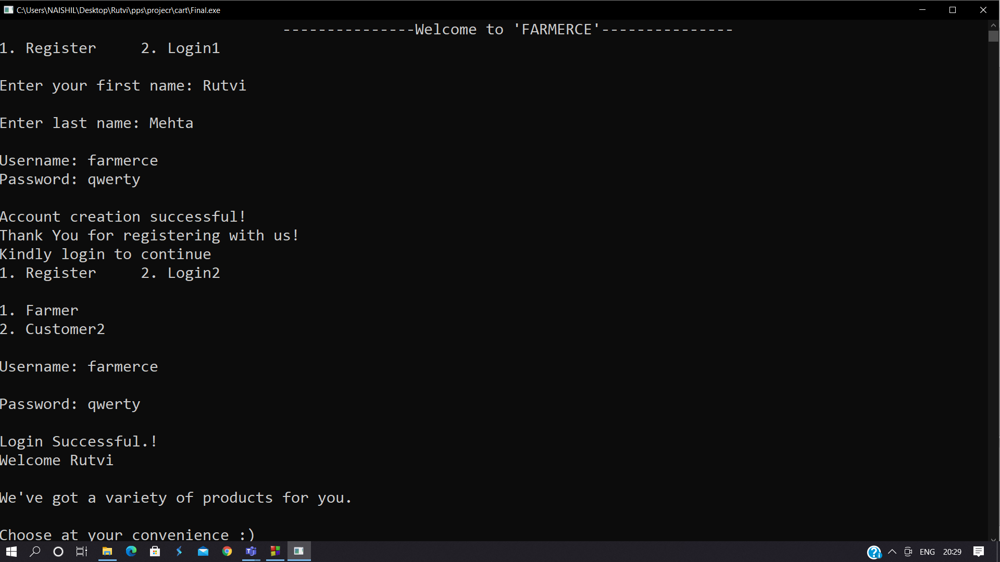 C:\Users\NAISHIL\Desktop\Rutvi\pps\projecr\cart\Final.exe
---------------Welcome to 'FARMERCE'---------------
1. Register     2. Login1
Enter your first name: Rutvi
Enter last name: Mehta
Username: farmerce
Password: qwerty
Account creation successful!
Thank You for registering with us!
Kindly login to continue
1. Register     2. Login2
1. Farmer
2. Customer2
Username: farmerce
Password: qwerty
Login Successful.!
Welcome Rutvi
We've got a variety of products for you.
Choose at your convenience :)
ENG 20:29